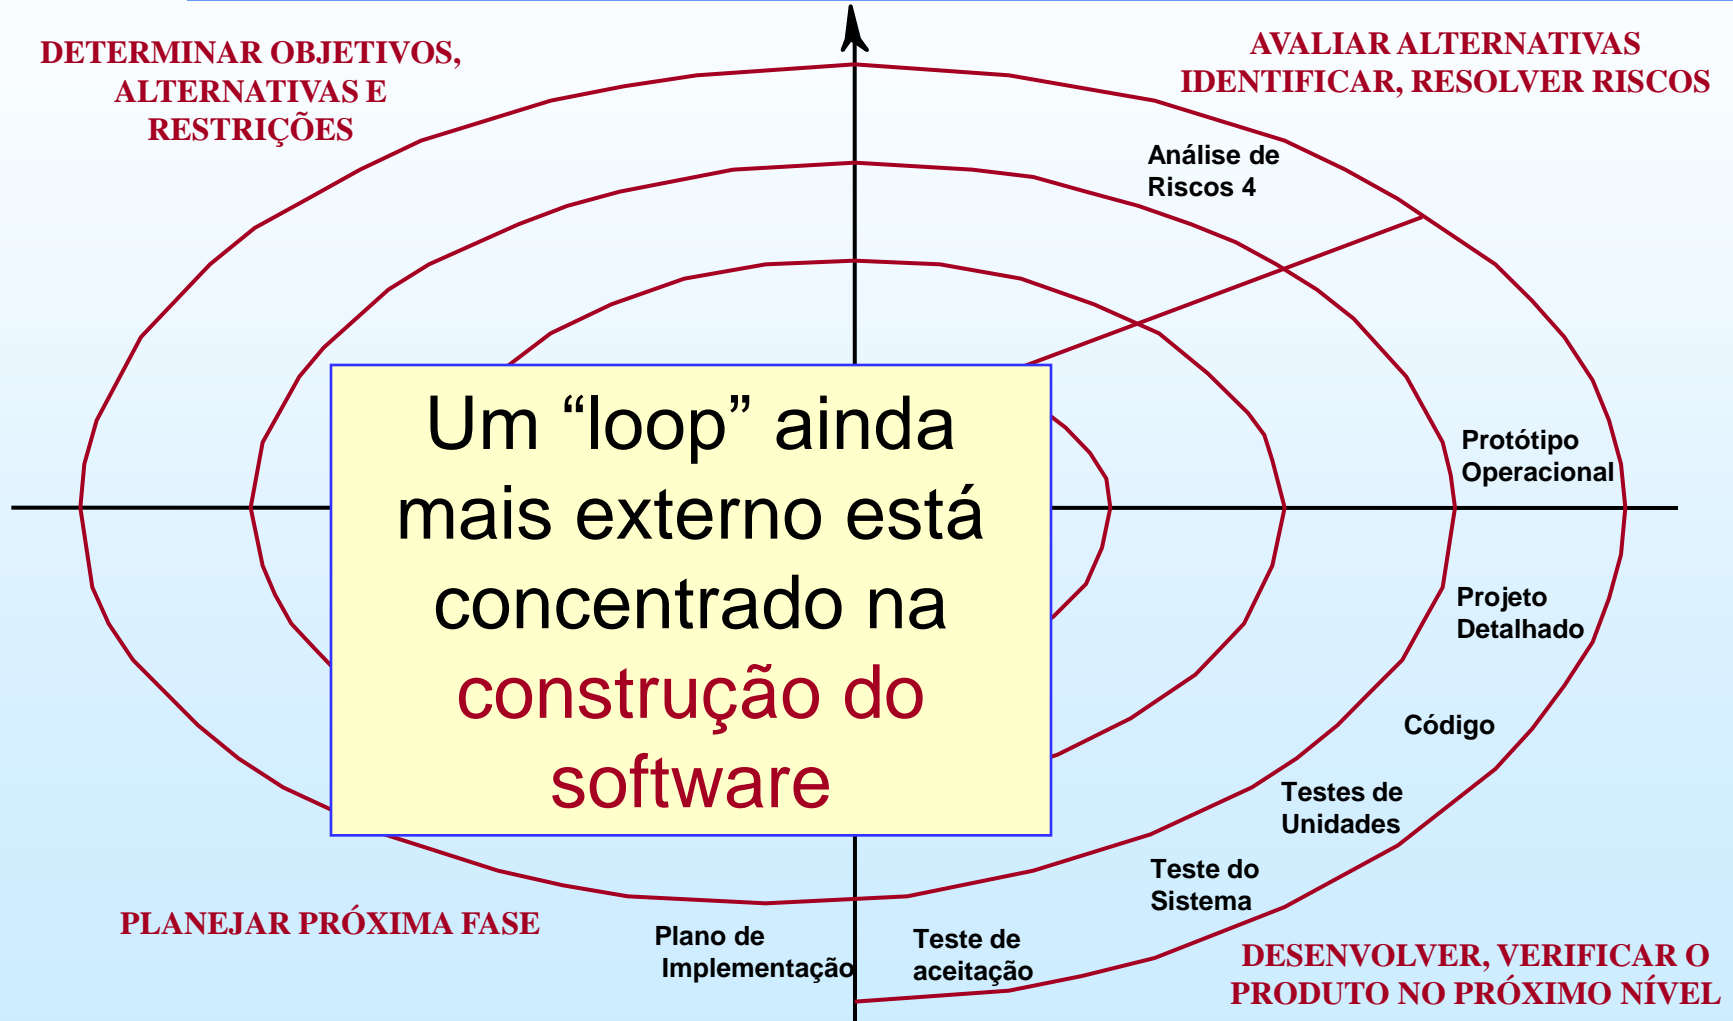 DETERMINAR OBJETIVOS,
ALTERNATIVAS E
RESTRIÇÕES
AVALIAR ALTERNATIVAS
IDENTIFICAR, RESOLVER RISCOS
Análise de
Riscos 4
Um “loop” ainda
mais externo está
concentrado na
construção do
software
Protótipo
Operacional
Projeto
Detalhado
Código
Testes de
Unidades
Teste do
Sistema
PLANEJAR PRÓXIMA FASE
Plano de
Implementação
Teste de
aceitação
DESENVOLVER, VERIFICAR O
PRODUTO NO PRÓXIMO NÍVEL